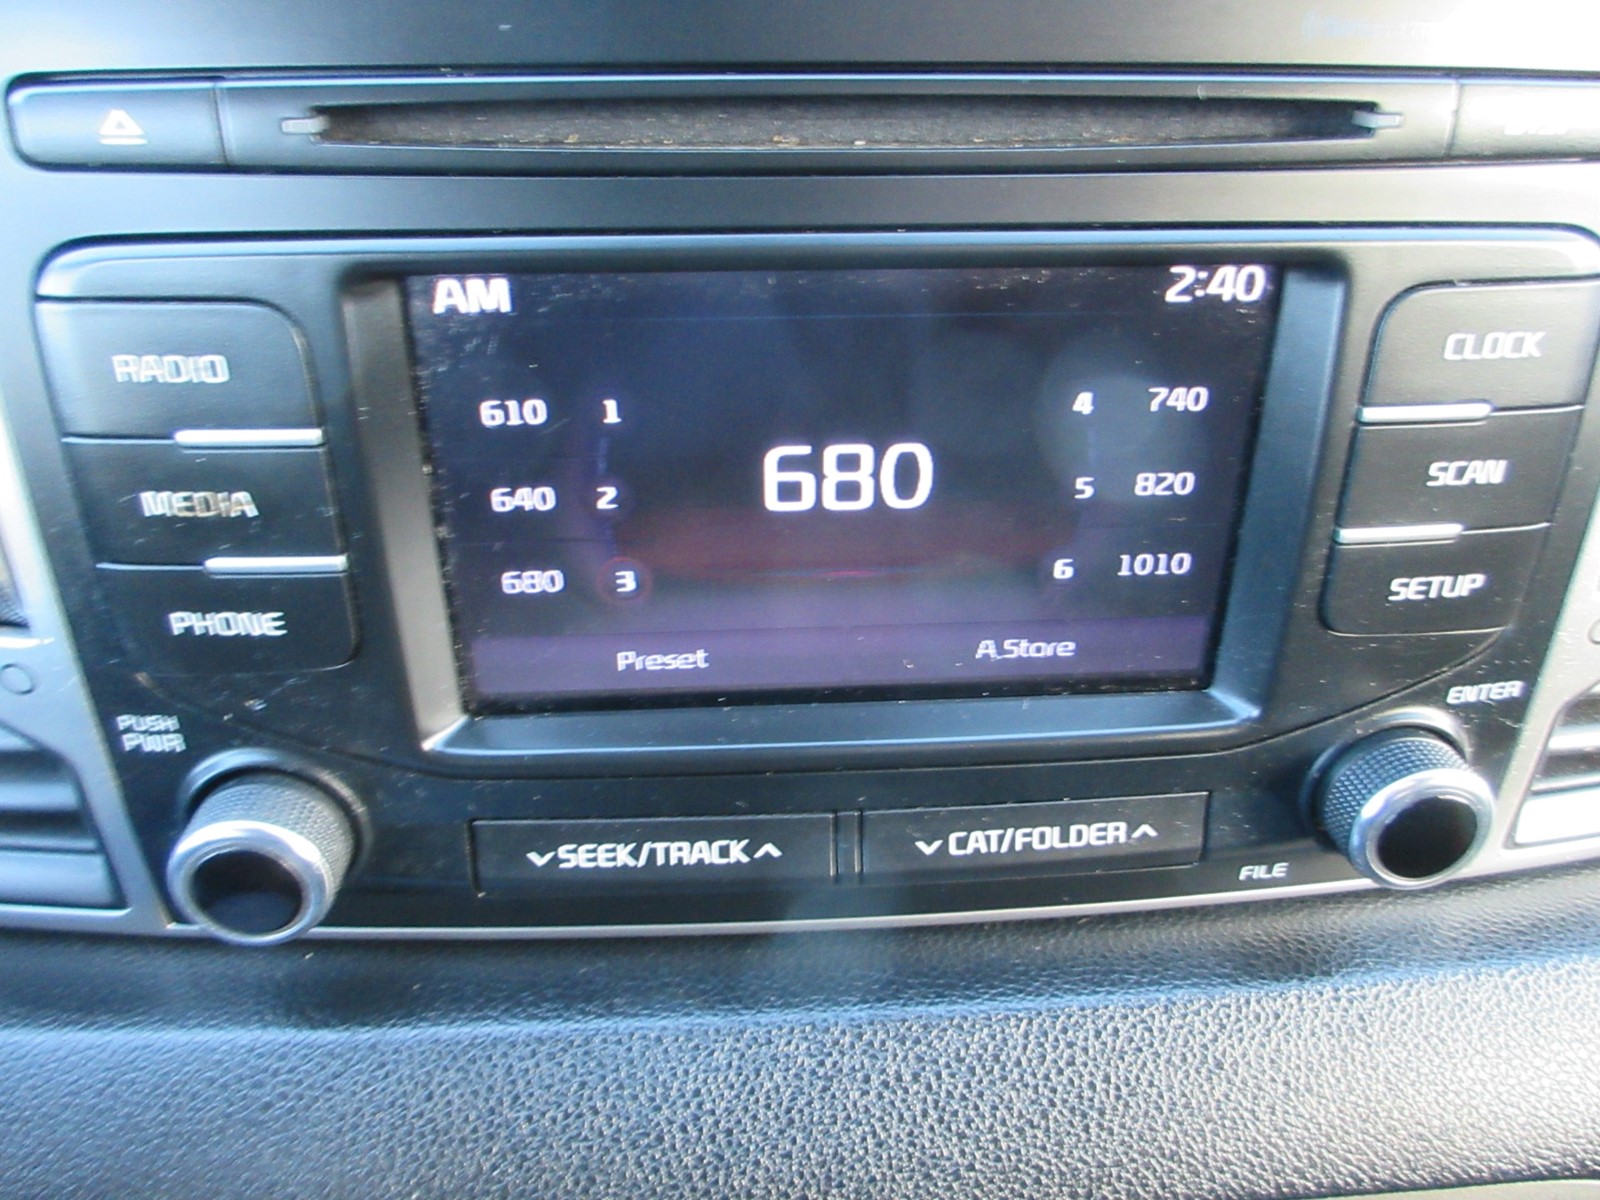 AM 2:40
RADIO
CLOCK
610 1 4 740
680
MEDIA
SCAN
640 2 5 820
680 3 6 1010
PHONE
SETUP
Preset A.Store
PUSH
PWR
ENTER
SEEK/TRACK
CAT/FOLDER
FILE